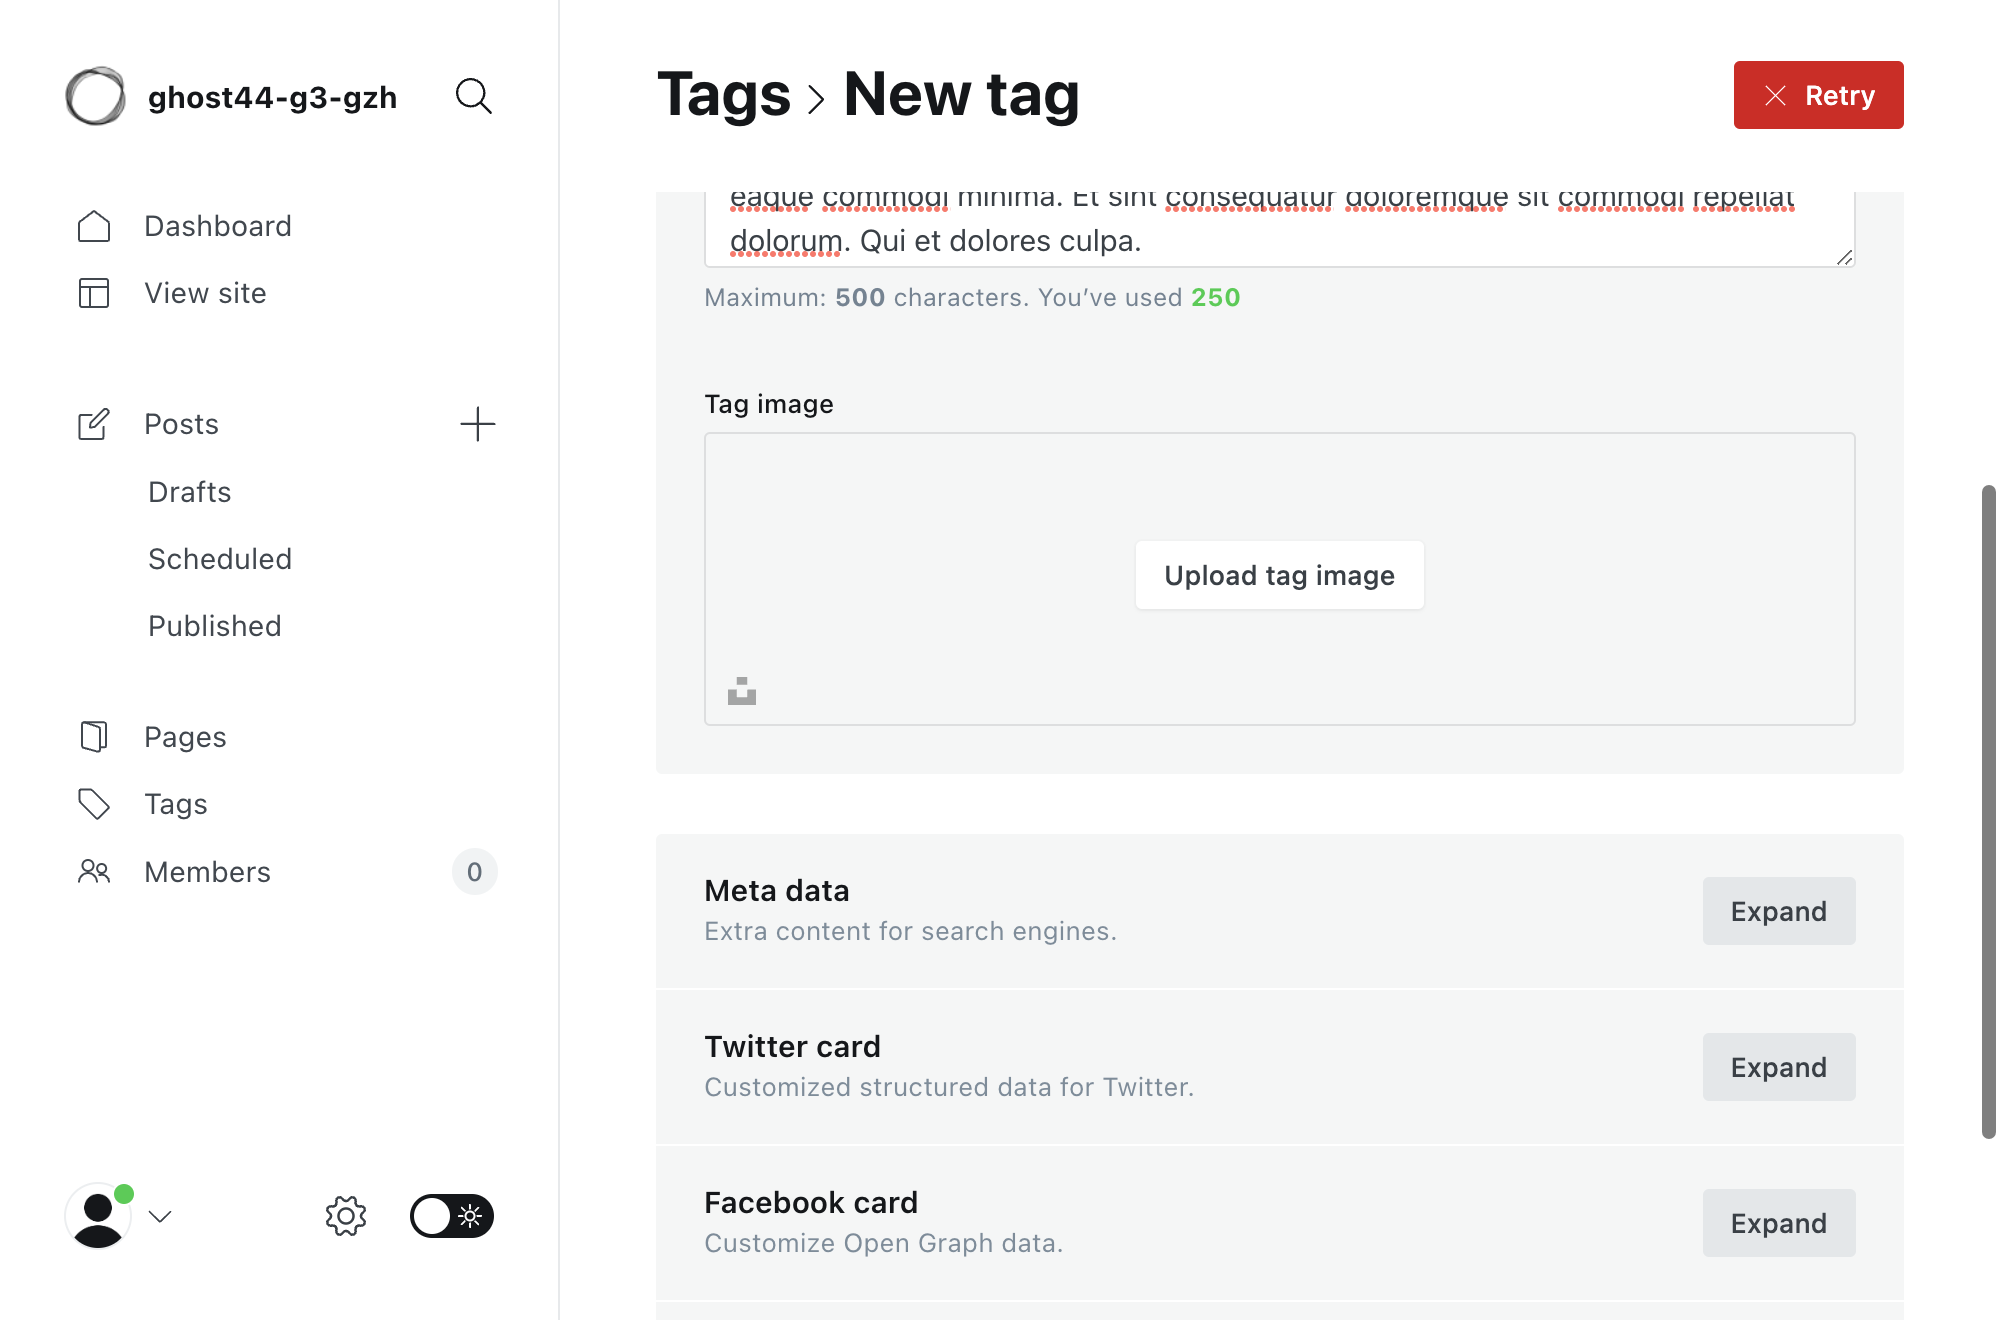 ghost44-g3-gzh
Dashboard
View site
Posts
Drafts
Scheduled
Published
Pages
Tags
Members
0
Tags > New tag
Retry
eaque commodi minima. Et sint consequatur doloremque sit commodi repellat
dolorum. Qui et dolores culpa.
Maximum: 500 characters. You’ve used 250
Tag image
Upload tag image
Meta data
Extra content for search engines.
Expand
Twitter card
Customized structured data for Twitter.
Expand
Facebook card
Customize Open Graph data.
Expand